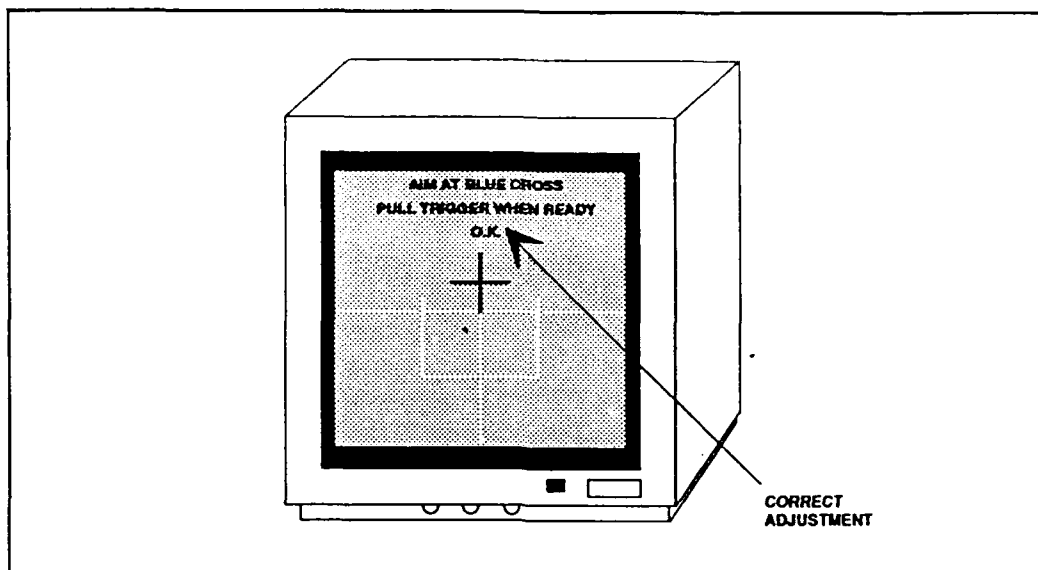 AIM AT BLUE CROSS
PULL TRIGGER WHEN READY
O.K.
CORRECT
ADJUSTMENT